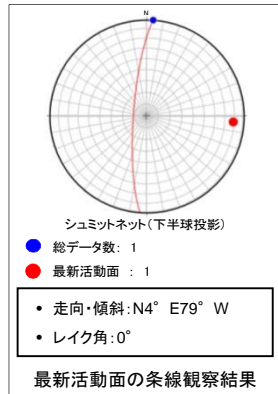 N
シュミットネット(下半球投影)
総データ数: 1
最新活動面 : 1
• 走向・傾斜:N4° E79° W
• レイク角:0°
最新活動面の条線観察結果